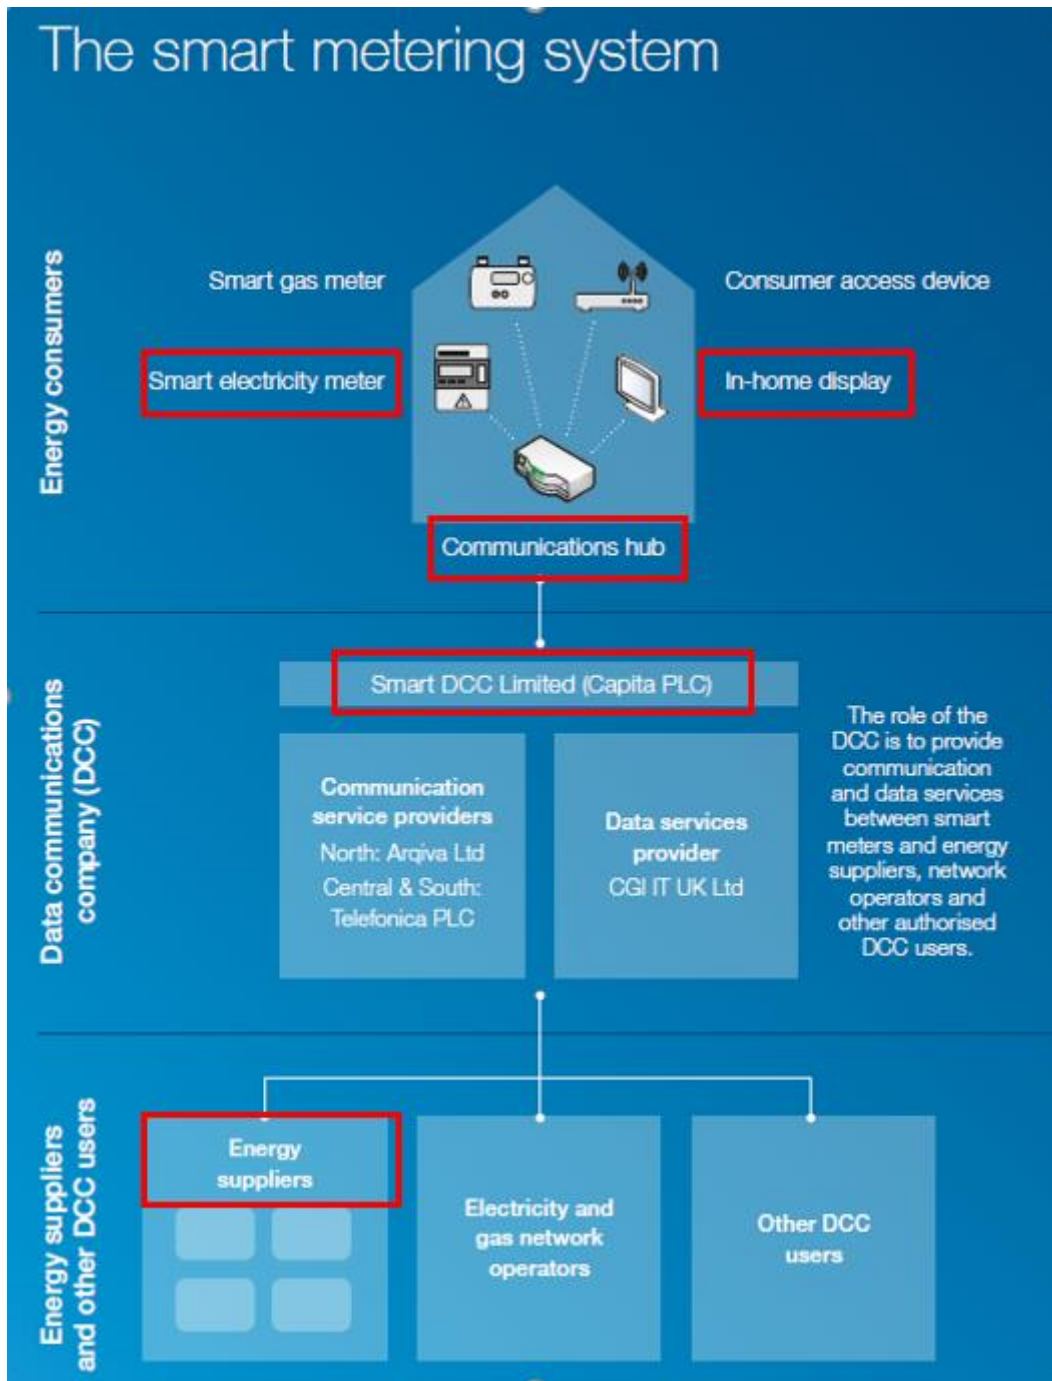 The smart metering system
Energy consumers
Smart gas meter
Consumer access device
Smart electricity meter
In-home display
Communications hub
Data communications
company (DCC)
Smart DCC Limited (Capita PLC)
Communication
service providers
North: Arqiva Ltd
Central & South:
Telefonica PLC
Data services
provider
CGI IT UK Ltd
The role of the
DCC is to provide
communication
and data services
between smart
meters and energy
suppliers, network
operators and
other authorised
DCC users.
Energy suppliers
and other DCC users
Energy
suppliers
Electricity and
gas network
operators
Other DCC
users